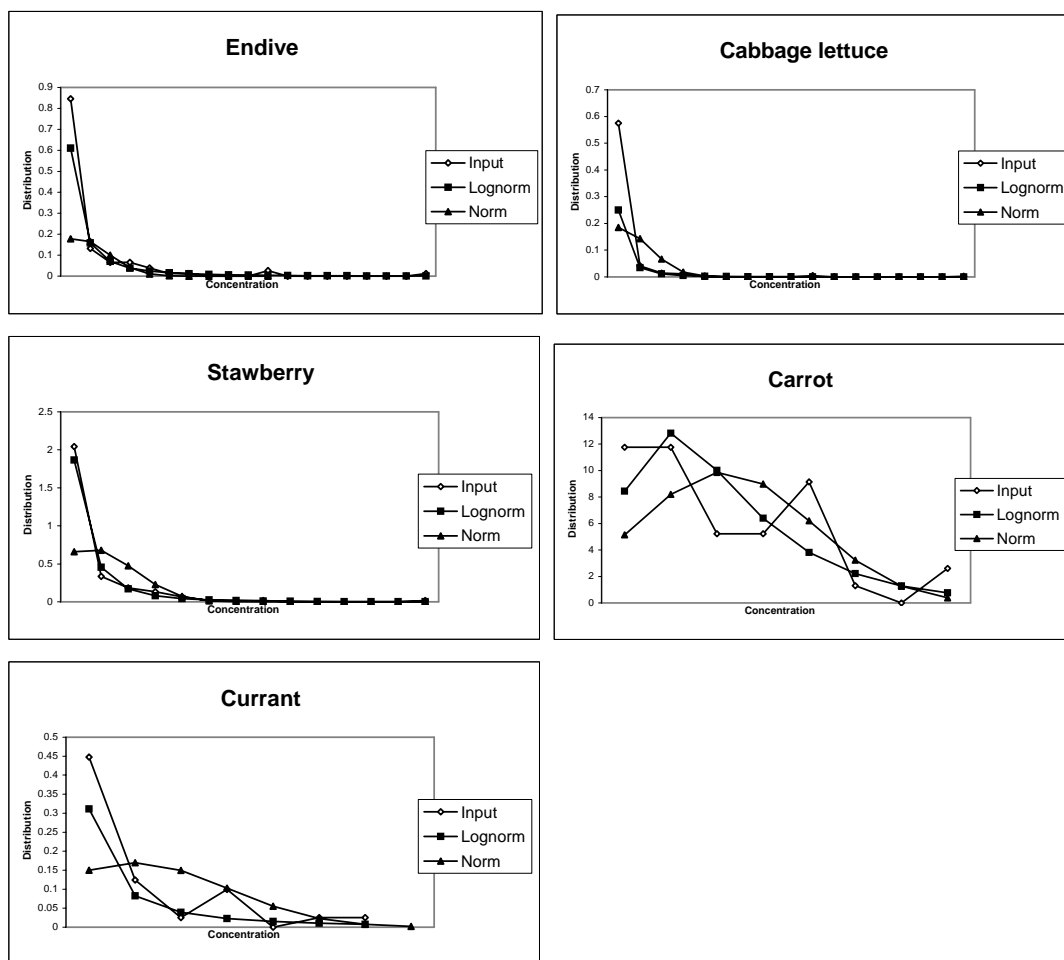 Endive
Distribution
0.9
0.8
0.7
0.6
0.5
0.4
0.3
0.2
0.1
0
Concentration
Input
Lognorm
Norm
Cabbage lettuce
Distribution
0.7
0.6
0.5
0.4
0.3
0.2
0.1
0
Concentration
Input
Lognorm
Norm
Stawberry
Distribution
2.5
2
1.5
1
0.5
0
Concentration
Input
Lognorm
Norm
Carrot
Distribution
14
12
10
8
6
4
2
0
Concentration
Input
Lognorm
Norm
Currant
Distribution
0.5
0.45
0.4
0.35
0.3
0.25
0.2
0.15
0.1
0.05
0
Concentration
Input
Lognorm
Norm